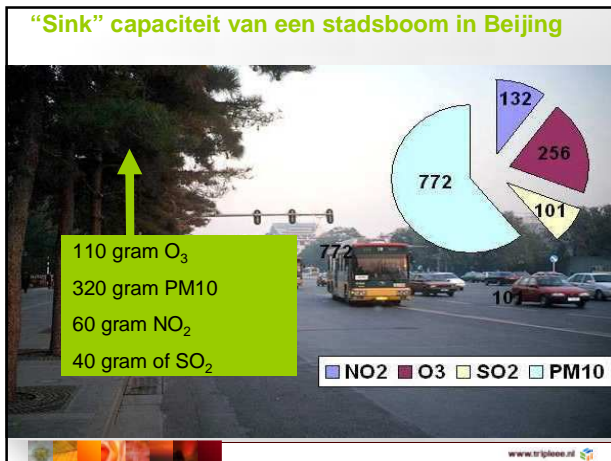 “Sink” capaciteit van een stadsboom in Beijing
132
256
772
101
110 gram O₃
320 gram PM10
60 gram NO₂
40 gram of SO₂
772
101
NO2 O3 SO2 PM10
www.tripleee.nl